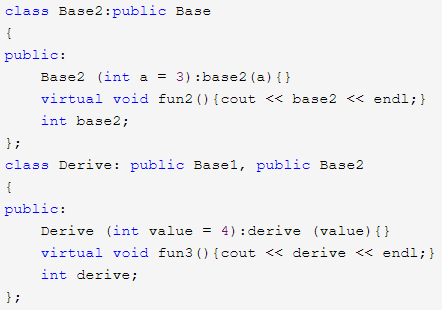 class Base2:public Base
{
public:
    Base2 (int a = 3):base2(a){}
    virtual void fun2(){cout << base2 << endl;}
    int base2;
};
class Derive: public Base1, public Base2
{
public:
    Derive (int value = 4):derive (value){}
    virtual void fun3(){cout << derive << endl;}
    int derive;
};